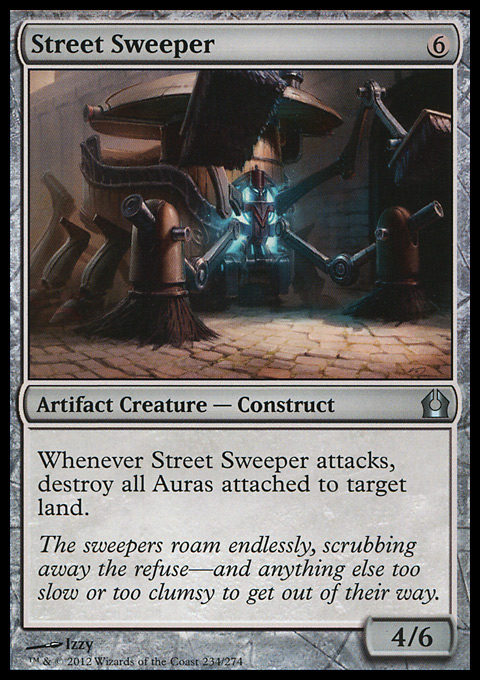 Street Sweeper 6
Artifact Creature — Construct
Whenever Street Sweeper attacks,
destroy all Auras attached to target
land.
The sweepers roam endlessly, scrubbing
away the refuse—and anything else too
slow or too clumsy to get out of their way.
4/6
Izzy
™ & © 2012 Wizards of the Coast 234/274